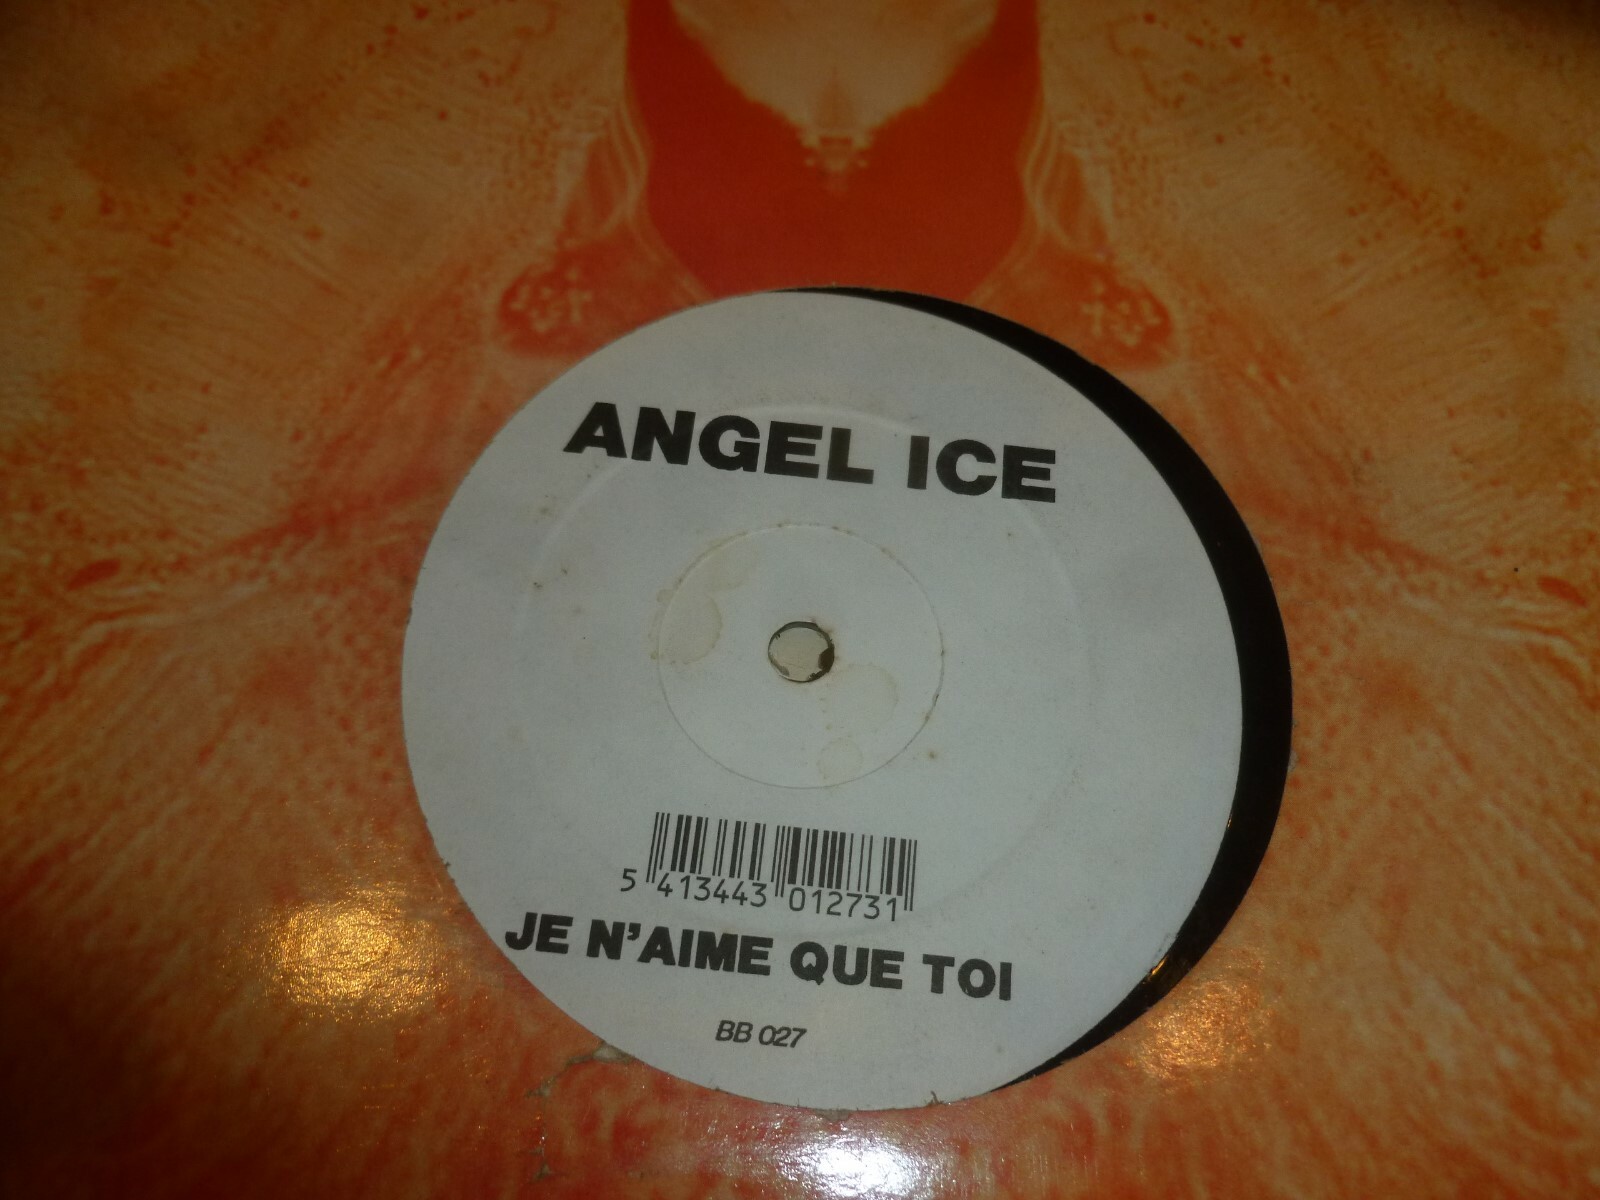 ANGEL ICE
5 413443 012731
JE N'AIME QUE TOI
BB 027